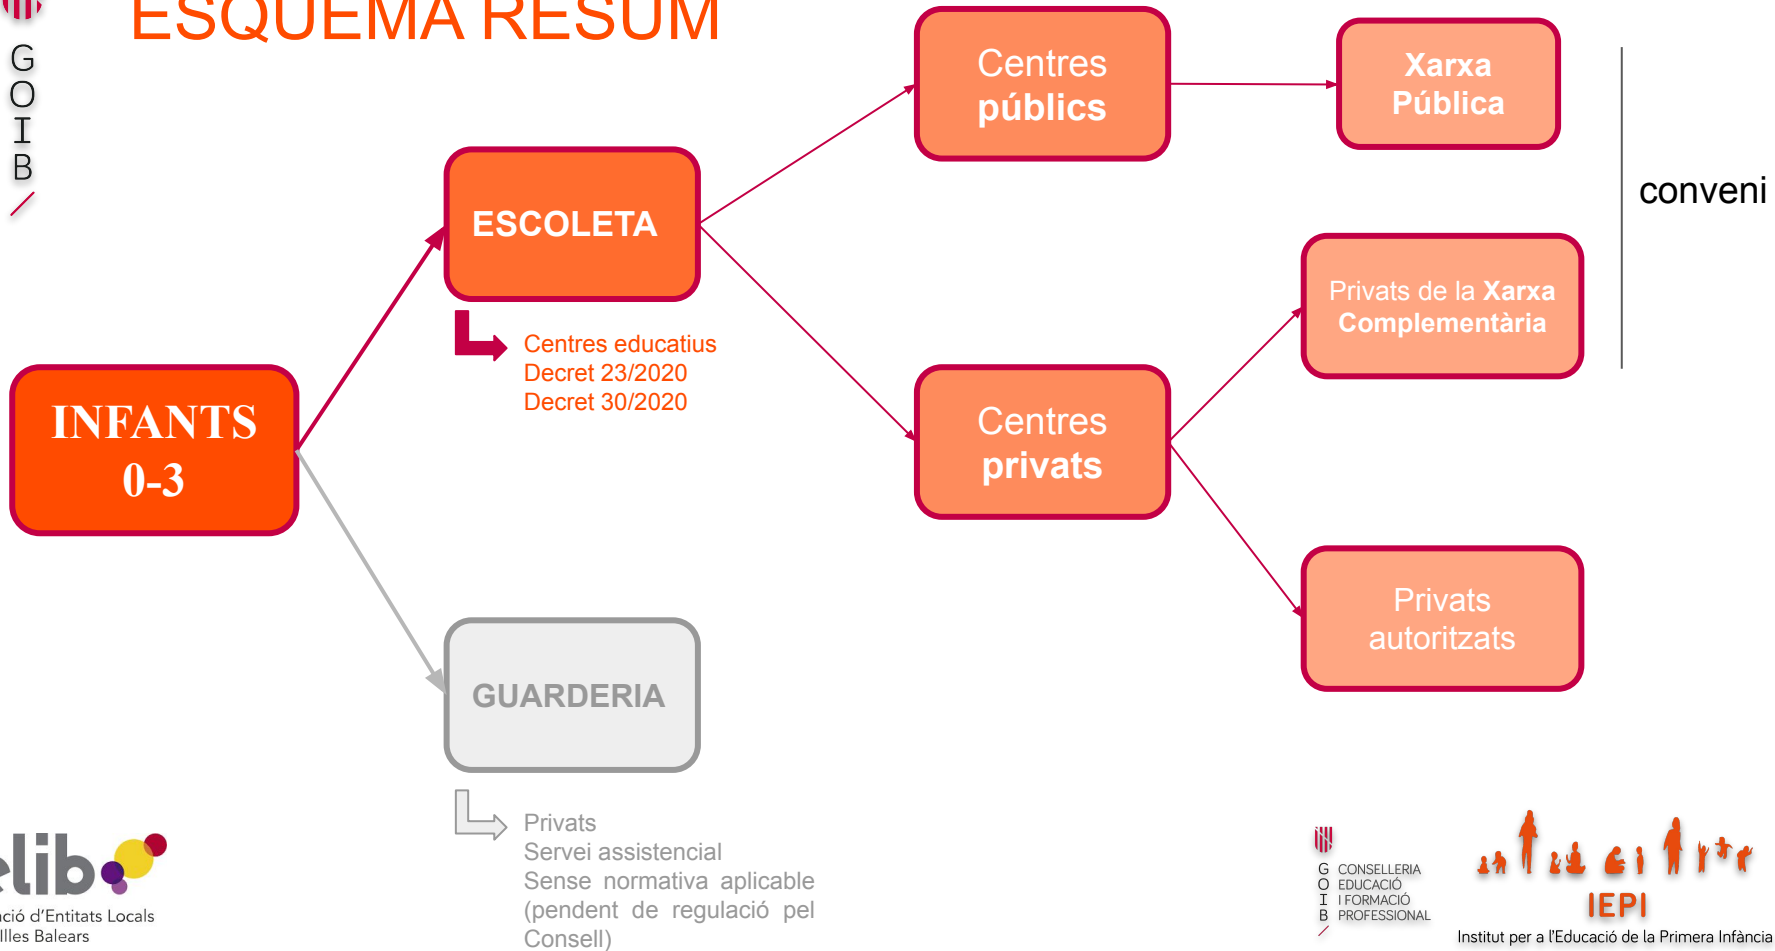 ESQUEMA RESUM
G
O
I
B
Centres
públics
Xarxa
Pública
conveni
ESCOLETA
Centres educatius
Decret 23/2020
Decret 30/2020
Privats de la Xarxa
Complementària
INFANTS
0-3
Centres
privats
Privats
autoritzats
GUARDERIA
Privats
Servei assistencial
Sense normativa aplicable
(pendent de regulació pel
Consell)
elib
d'Entitats Locals
Illes Balears
G CONSELLERIA
O EDUCACIÓ
I I FORMACIÓ
B PROFESSIONAL
IEPI
Institut per a l'Educació de la Primera Infància